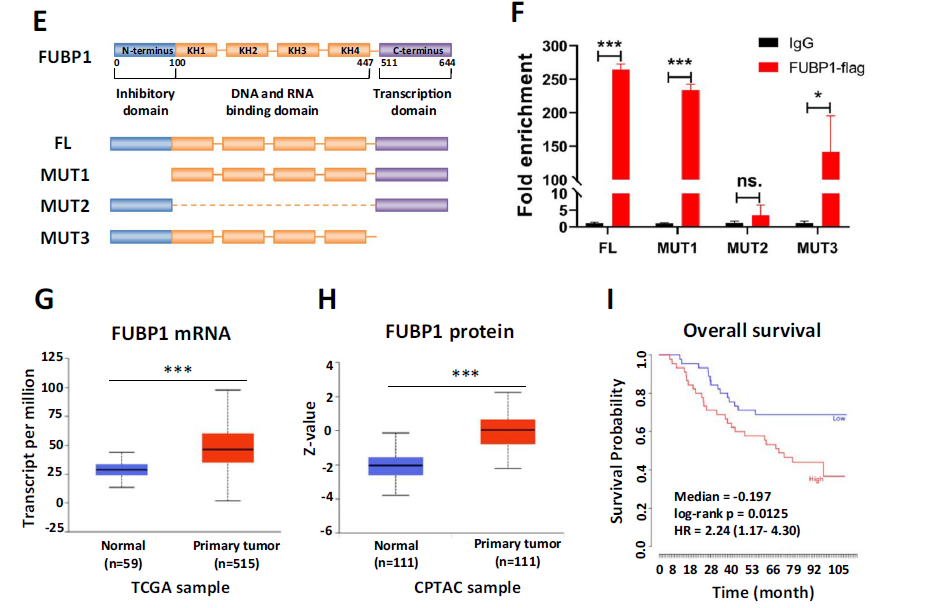 E
FUBP1
N-terminus KH1 KH2 KH3 KH4 C-terminus
0 100 447 511 644
Inhibitory domain
DNA and RNA binding domain
Transcription domain
FL
MUT1
MUT2
MUT3
F
Fold enrichment
300
250
200
150
100
10
5
0
*** *** ns. *
IgG
FUBP1-flag
FL MUT1 MUT2 MUT3
G
FUBP1 mRNA
Transcript per million
125
100
75
50
25
0
-25
***
Normal (n=59)
Primary tumor (n=515)
TCGA sample
H
FUBP1 protein
Z-value
4
2
0
-2
-4
-6
***
Normal (n=111)
Primary tumor (n=111)
CPTAC sample
I
Overall survival
Survival Probability
1.0
0.8
0.6
0.4
0.2
0.0
Low
High
Median = -0.197
log-rank p = 0.0125
HR = 2.24 (1.17- 4.30)
0 8 18 28 40 53 66 79 92 105
Time (month)